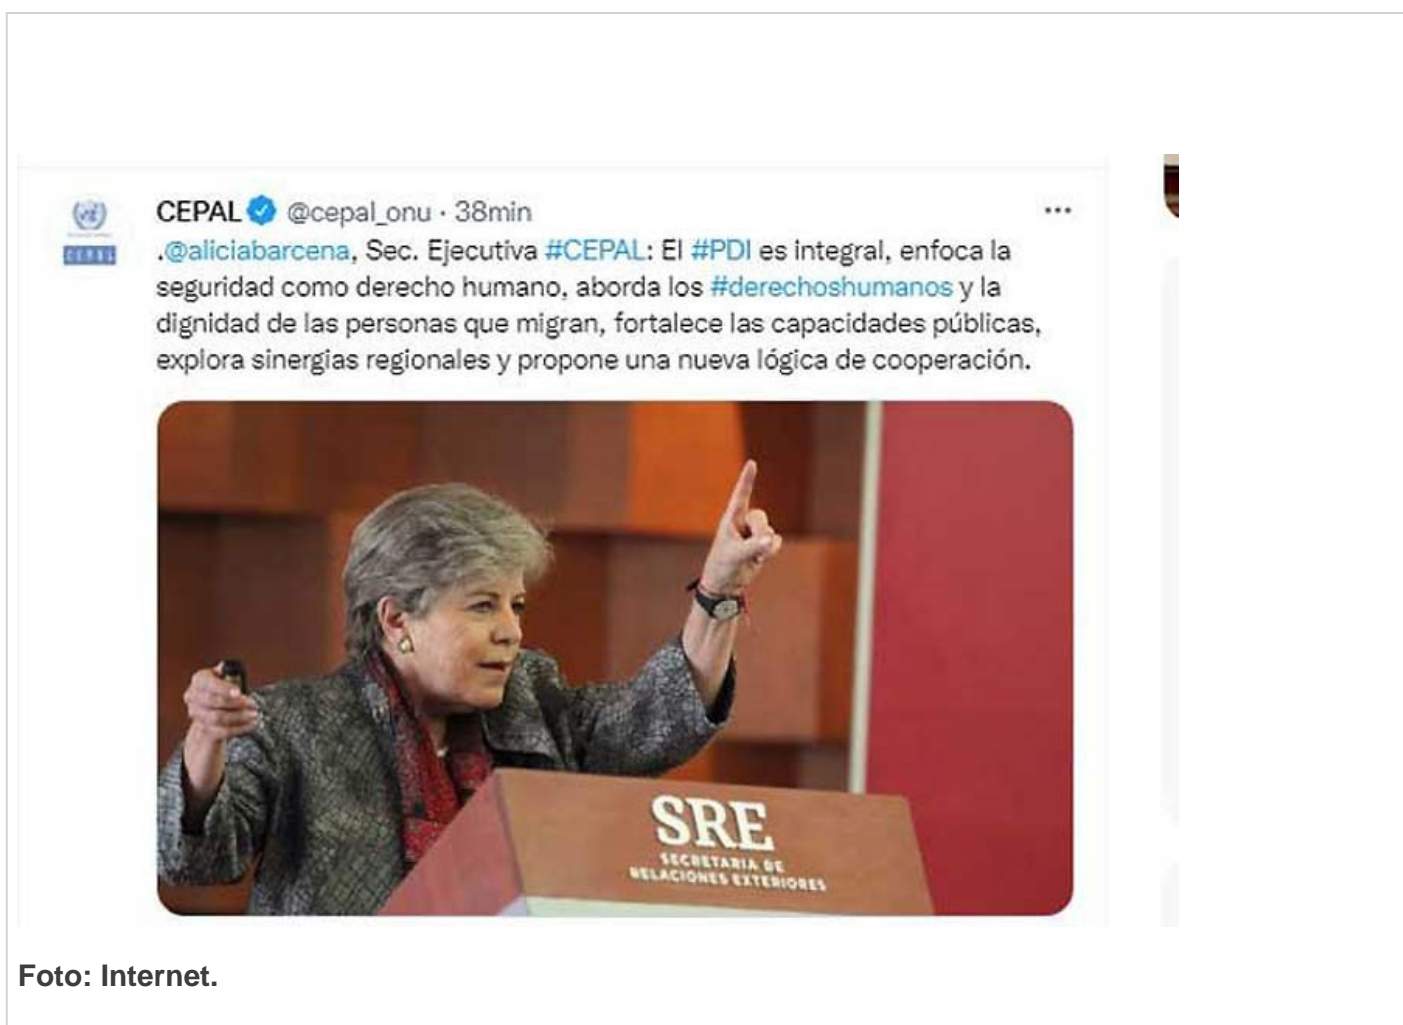 CEPAL @cepal_onu · 38min
.@aliciabarcena, Sec. Ejecutiva #CEPAL: El #PDI es integral, enfoca la
seguridad como derecho humano, aborda los #derechoshumanos y la
dignidad de las personas que migran, fortalece las capacidades públicas,
explora sinergias regionales y propone una nueva lógica de cooperación.
CEPAL
SRE
SECRETARIA DE
RELACIONES EXTERIORES
Foto: Internet.